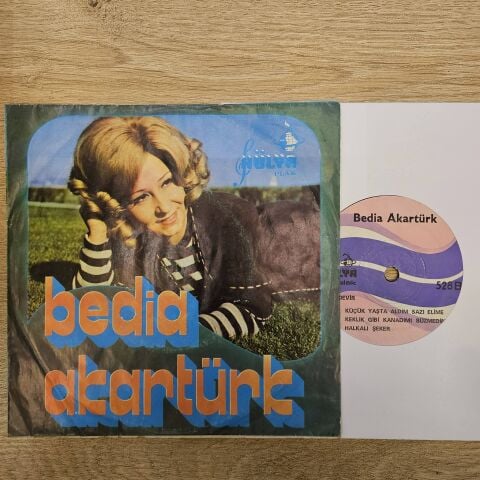 HÜLYA
PLAK
bedia
akartürk
Bedia Akartürk
528 B
KÜÇÜK YAŞTA ALDIM SAZI ELİME
KEKLİK GİBİ KANADIMI SÜZMEDİM
HALKALI ŞEKER